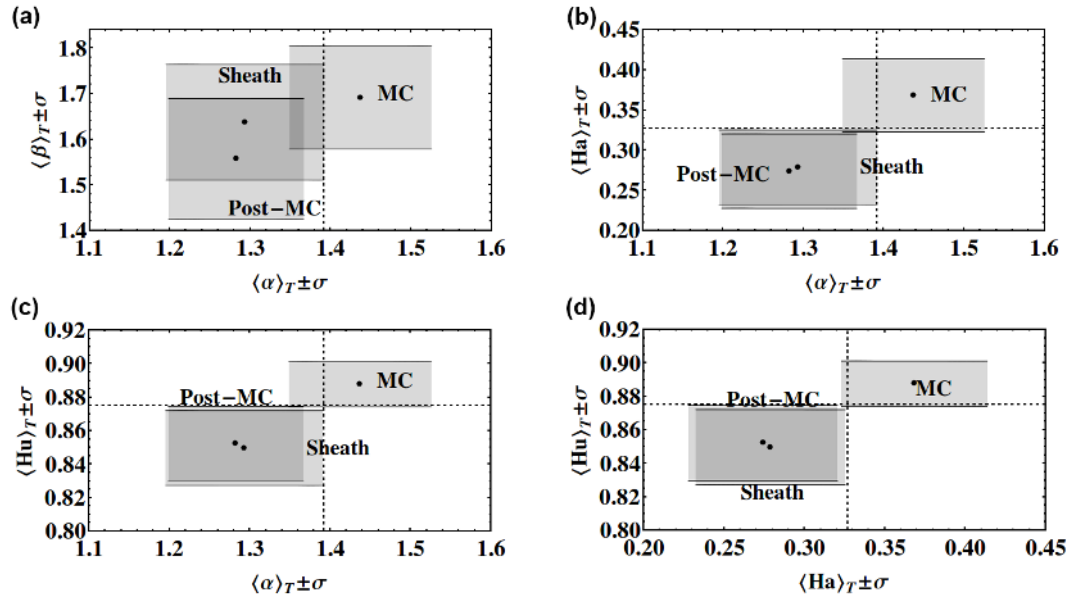 (a)
⟨β⟩T±σ
1.8
1.7
1.6
1.5
1.4
Sheath
MC
Post−MC
1.1 1.2 1.3 1.4 1.5 1.6
⟨α⟩T±σ
(b)
⟨Ha⟩T±σ
0.45
0.40
0.35
0.30
0.25
0.20
MC
Post−MC
Sheath
1.1 1.2 1.3 1.4 1.5 1.6
⟨α⟩T±σ
(c)
⟨Hu⟩T±σ
0.92
0.90
0.88
0.86
0.84
0.82
0.80
MC
Post−MC
Sheath
1.1 1.2 1.3 1.4 1.5 1.6
⟨α⟩T±σ
(d)
⟨Hu⟩T±σ
0.92
0.90
0.88
0.86
0.84
0.82
0.80
MC
Post−MC
Sheath
0.20 0.25 0.30 0.35 0.40 0.45
⟨Ha⟩T±σ